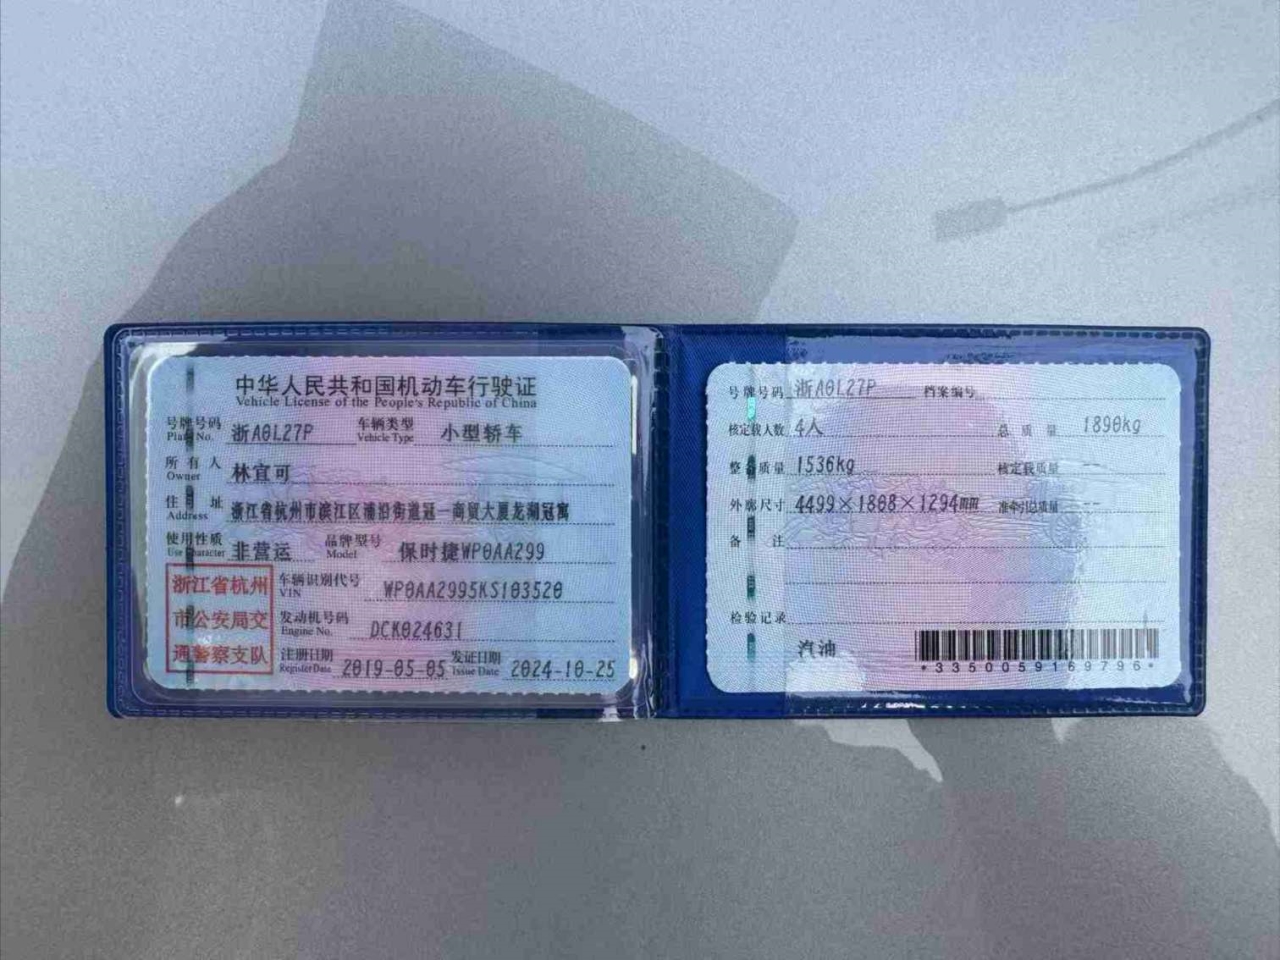 中华人民共和国机动车行驶证
Vehicle License of the People's Republic of China
号牌号码 浙A0L27P 车辆类型 小型轿车
Plate No. Vehicle Type
所有人 林宜可
Owner
住址 浙江省杭州市滨江区浦沿街道冠一商贸大厦龙湖冠寓
Address
使用性质 非营运 品牌型号 保时捷WP0AA299
Use Character Model
浙江省杭州
市公安局交
通警察支队
车辆识别代号 WP0AA2995KS103520
VIN
发动机号码 DCK024631
Engine No.
注册日期 2019-05-05 发证日期 2024-10-25
Register Date Issue Date
号牌号码 浙A0L27P 档案编号
核定载人数 4人 总质量 1890kg
整备质量 1536kg 核定载质量 --
外廓尺寸 4499×1868×1294mm 准牵引总质量 --
备注
检验记录
汽油
*3350059169796*